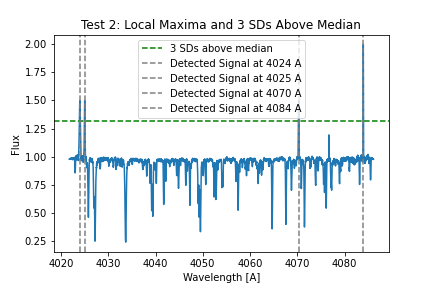 Test 2: Local Maxima and 3 SDs Above Median
2.00
1.75
1.50
1.25
1.00
0.75
0.50
0.25
Flux
3 SDs above median
Detected Signal at 4024 A
Detected Signal at 4025 A
Detected Signal at 4070 A
Detected Signal at 4084 A
4020 4030 4040 4050 4060 4070 4080
Wavelength [A]